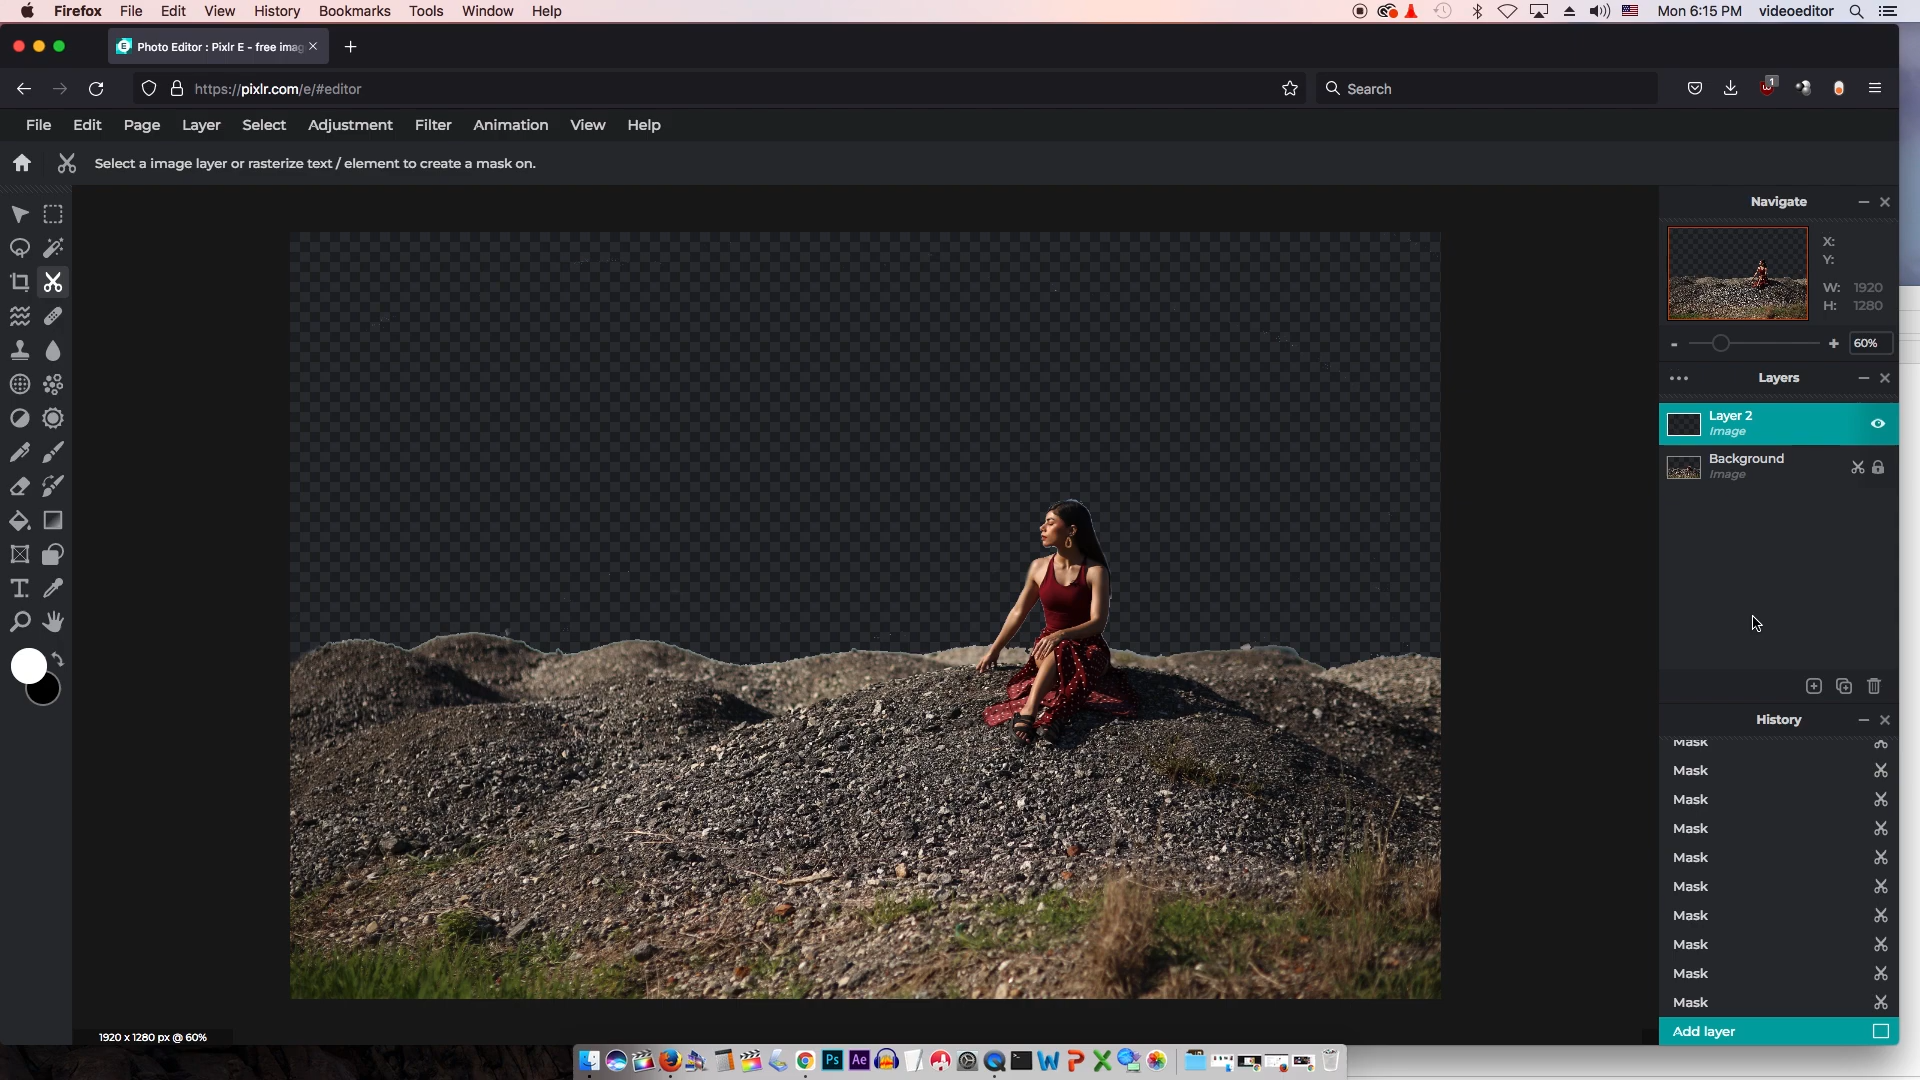 Firefox File Edit View History Bookmarks Tools Window Help Mon 6:15 PM videoeditor
Photo Editor : Pixlr E - free imag
https://pixlr.com/e/#editor Search 1
File Edit Page Layer Select Adjustment Filter Animation View Help
Select a image layer or rasterize text / element to create a mask on.
Navigate
X:
Y:
W: 1920
H: 1280
- + 60%
Layers
Layer 2
Image
Background
Image
T.
History
Mask
Mask
Mask
Mask
Mask
Mask
Mask
Mask
Mask
Mask
Add layer
1920 x 1280 px @ 60%
Ps Ae W P X